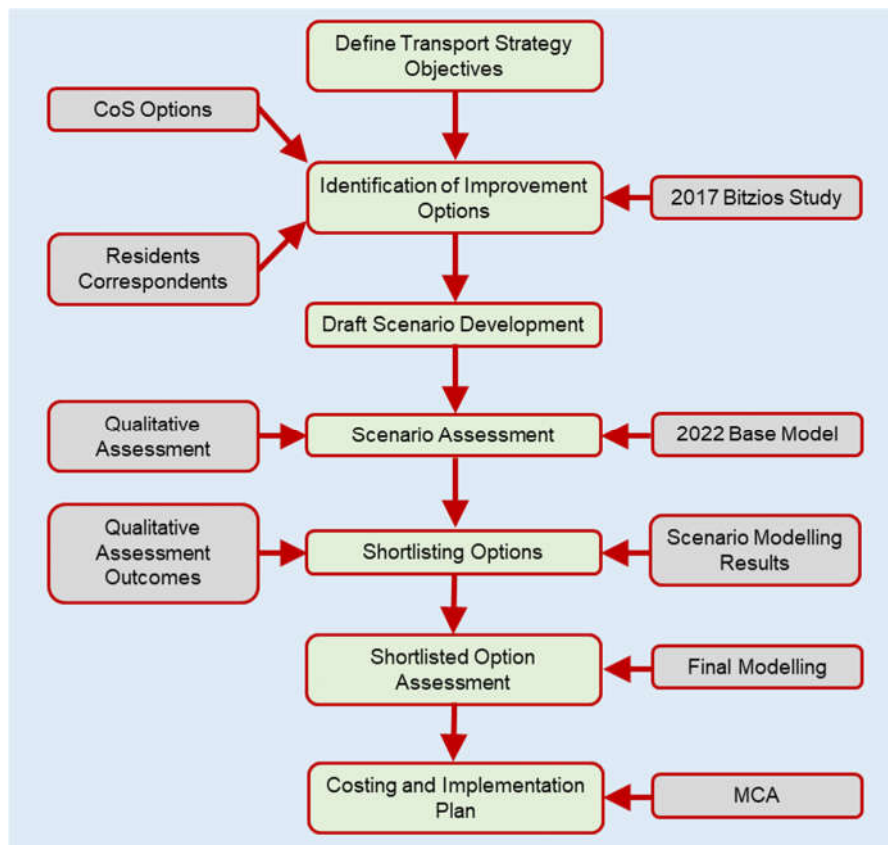 Define Transport Strategy
Objectives
CoS Options
Identification of Improvement
Options
2017 Bitzios Study
Residents
Correspondents
Draft Scenario Development
Qualitative
Assessment
Scenario Assessment
2022 Base Model
Qualitative
Assessment
Outcomes
Shortlisting Options
Scenario Modelling
Results
Shortlisted Option
Assessment
Final Modelling
Costing and Implementation
Plan
MCA